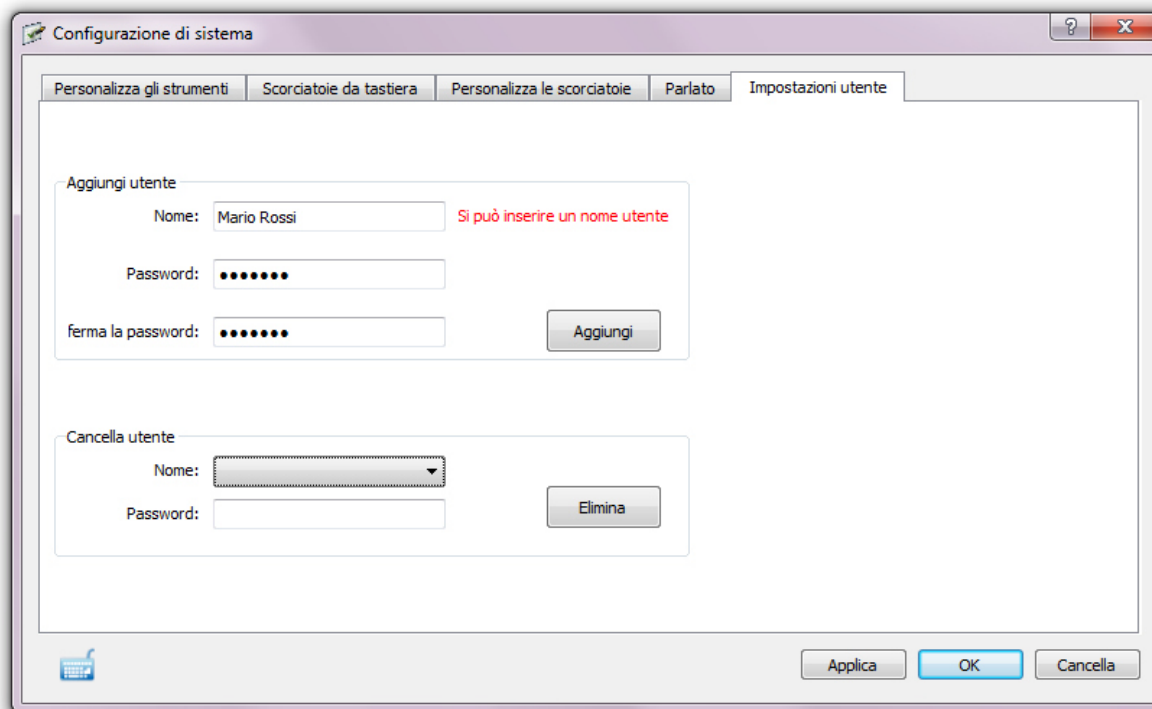 Configurazione di sistema
Personalizza gli strumenti Scorciatoie da tastiera Personalizza le scorciatoie Parlato Impostazioni utente
Aggiungi utente
Nome: Mario Rossi Si può inserire un nome utente
Password: ●●●●●●●
ferma la password: ●●●●●●●
Aggiungi
Cancella utente
Nome:
Password:
Elimina
Applica OK Cancella